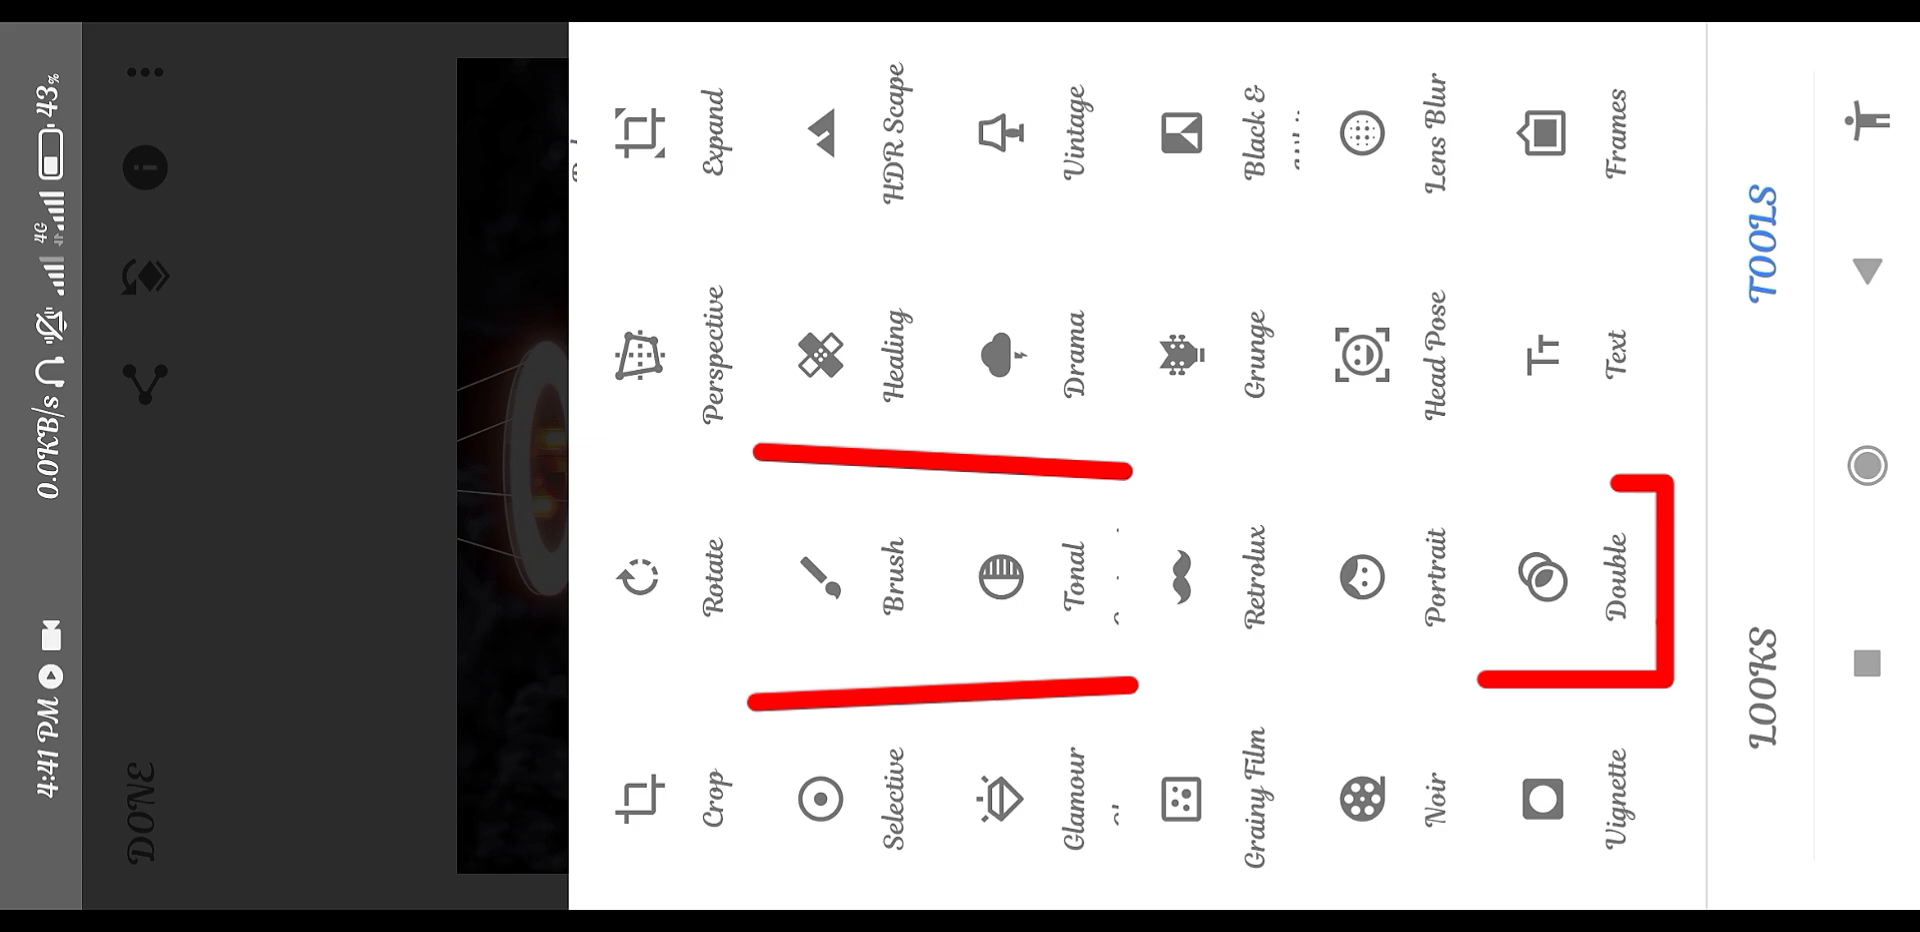 4:41 PM 0.0KB/s 4G 43%
DONE
Crop Rotate Perspective Expand
Selective Brush Healing HDR Scape
Glamour Tonal Drama Vintage
Grainy Film Retrolux Grunge Black &
Noir Portrait Head Pose Lens Blur
Vignette Double Text Frames
LOOKS TOOLS